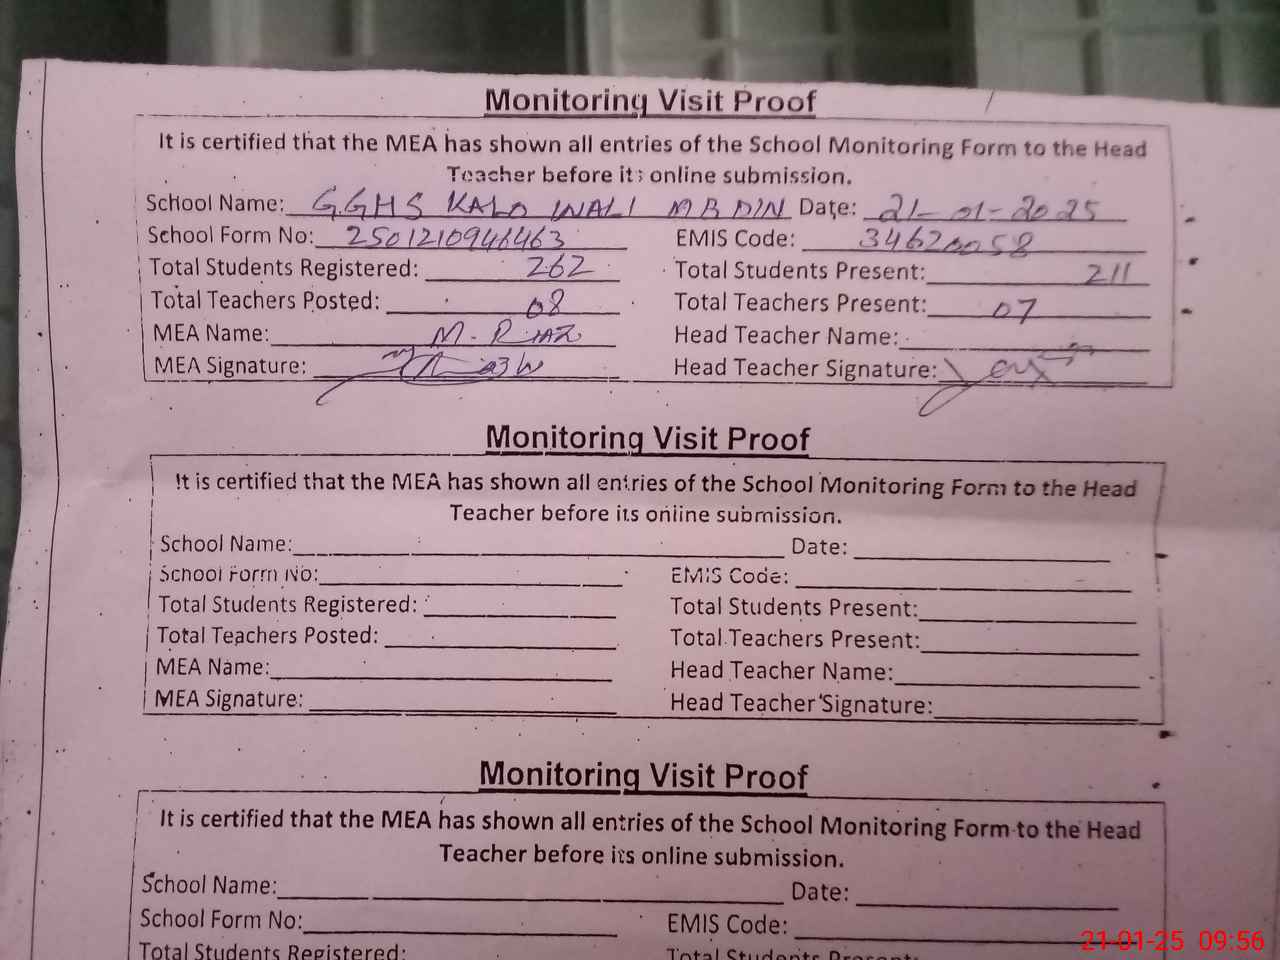 Monitoring Visit Proof
It is certified that the MEA has shown all entries of the School Monitoring Form to the Head
Teacher before its online submission.
School Name: G.GHS KALO WALI MB DIN Date: 21-01-2025
School Form No: 2501210946463 EMIS Code: 34620058
Total Students Registered: 262 Total Students Present: 211
Total Teachers Posted: 08 Total Teachers Present: 07
MEA Name: M. RIAZ Head Teacher Name:
MEA Signature: Head Teacher Signature:
Monitoring Visit Proof
It is certified that the MEA has shown all entries of the School Monitoring Form to the Head
Teacher before its online submission.
School Name: Date:
School Form No: EMIS Code:
Total Students Registered: Total Students Present:
Total Teachers Posted: Total Teachers Present:
MEA Name: Head Teacher Name:
MEA Signature: Head Teacher Signature:
Monitoring Visit Proof
It is certified that the MEA has shown all entries of the School Monitoring Form to the Head
Teacher before its online submission.
School Name: Date:
School Form No: EMIS Code:
Total Students Registered: Total Students Present:
21-01-25 09:56